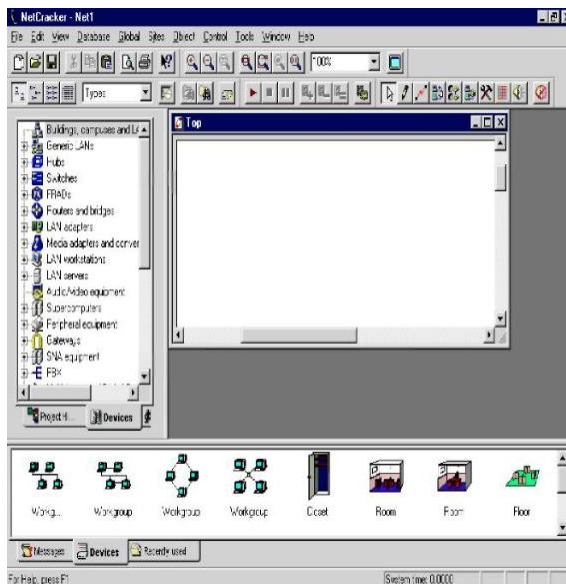 NetCracker - Net1
File Edit View Database Global Sites Object Control Tools Window Help
100%
Types
Top
Buildings, campuses and LA
Generic LANs
Hubs
Switches
FRADs
Routers and bridges
LAN adapters
Media adapters and conver
LAN workstations
LAN servers
Audio/Video equipment
Supercomputers
Peripheral equipment
Gateways
SNA equipment
PBX
Project H... Devices
Workg... Workgroup Workgroup Workgroup Closet Room Room Floor
Messages Devices Recently used
For Help, press F1 System time: 0.0000